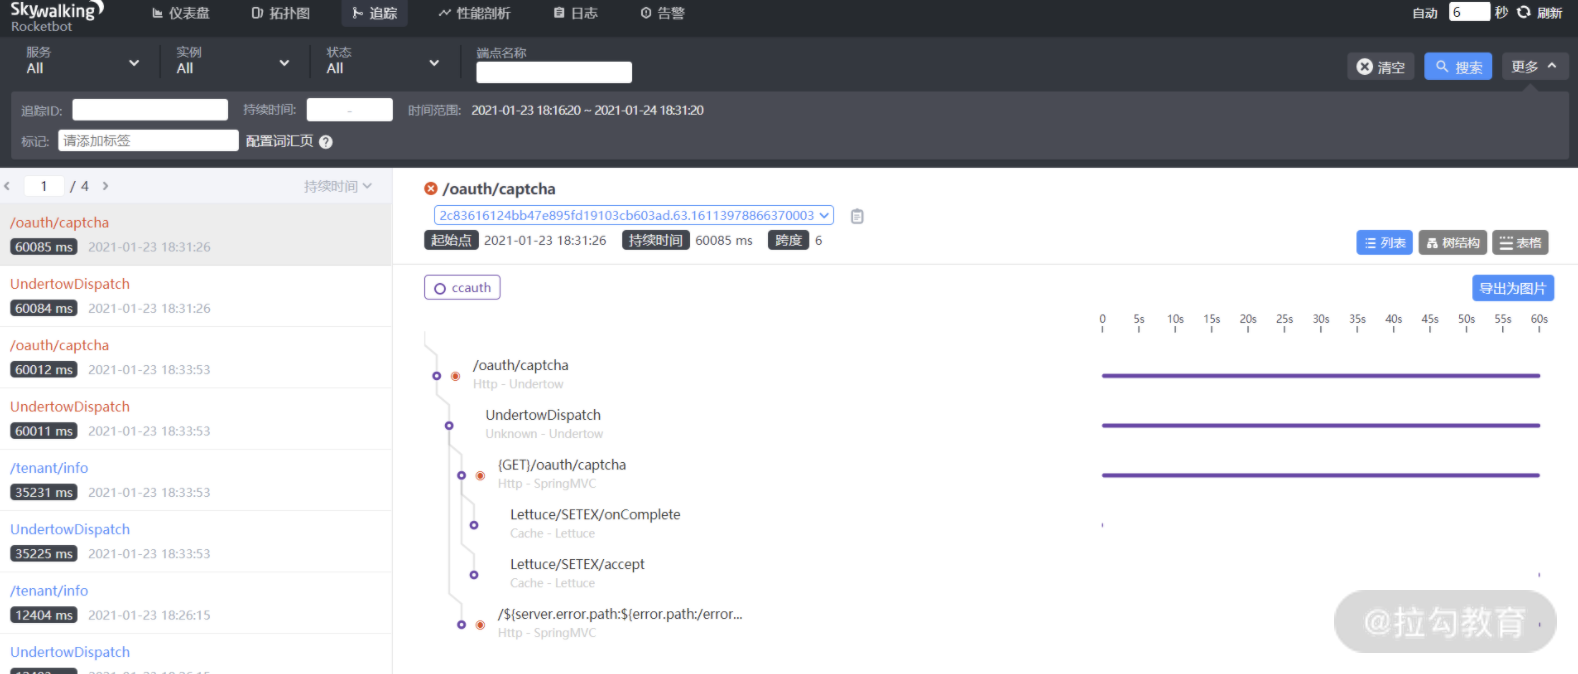 Skywalking
Rocketbot
仪表盘
拓扑图
追踪
性能剖析
日志
告警
自动 6 秒 刷新
服务
All
实例
All
状态
All
端点名称
清空
搜索
更多
追踪ID:
持续时间: -
时间范围: 2021-01-23 18:16:20 ~ 2021-01-24 18:31:20
标记: 请添加标签 配置词汇页 ?
1 / 4
持续时间
/oauth/captcha
60085 ms 2021-01-23 18:31:26
UndertowDispatch
60084 ms 2021-01-23 18:31:26
/oauth/captcha
60012 ms 2021-01-23 18:33:53
UndertowDispatch
60011 ms 2021-01-23 18:33:53
/tenant/info
35231 ms 2021-01-23 18:33:53
UndertowDispatch
35225 ms 2021-01-23 18:33:53
/tenant/info
12404 ms 2021-01-23 18:26:15
UndertowDispatch
/oauth/captcha
2c83616124bb47e895fd19103cb603ad.63.16113978866370003
起始点 2021-01-23 18:31:26 持续时间 60085 ms 跨度 6
列表 树结构 表格
ccauth
导出为图片
0 5s 10s 15s 20s 25s 30s 35s 40s 45s 50s 55s 60s
/oauth/captcha
Http - Undertow
UndertowDispatch
Unknown - Undertow
{GET}/oauth/captcha
Http - SpringMVC
Lettuce/SETEX/onComplete
Cache - Lettuce
Lettuce/SETEX/accept
Cache - Lettuce
/${server.error.path:${error.path:/error...
Http - SpringMVC
@拉勾教育